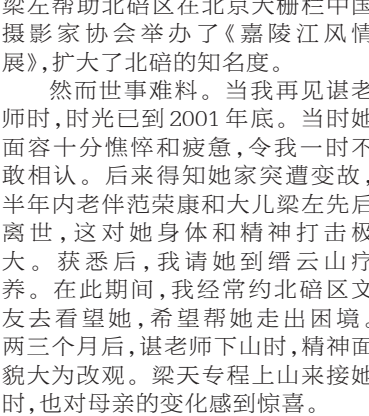 梁左帮助北碚区在北京大栅栏中国
摄影家协会举办了《嘉陵江风情
展》,扩大了北碚的知名度。
然而世事难料。当我再见谌老
师时,时光已到2001年底。当时她
面容十分憔悴和疲惫,令我一时不
敢相认。后来得知她家突遭变故,
半年内老伴范荣康和大儿梁左先后
离世,这对她身体和精神打击极
大。获悉后,我请她到缙云山疗
养。在此期间,我经常约北碚区文
友去看望她,希望帮她走出困境。
两三个月后,谌老师下山时,精神面
貌大为改观。梁天专程上山来接她
时,也对母亲的变化感到惊喜。